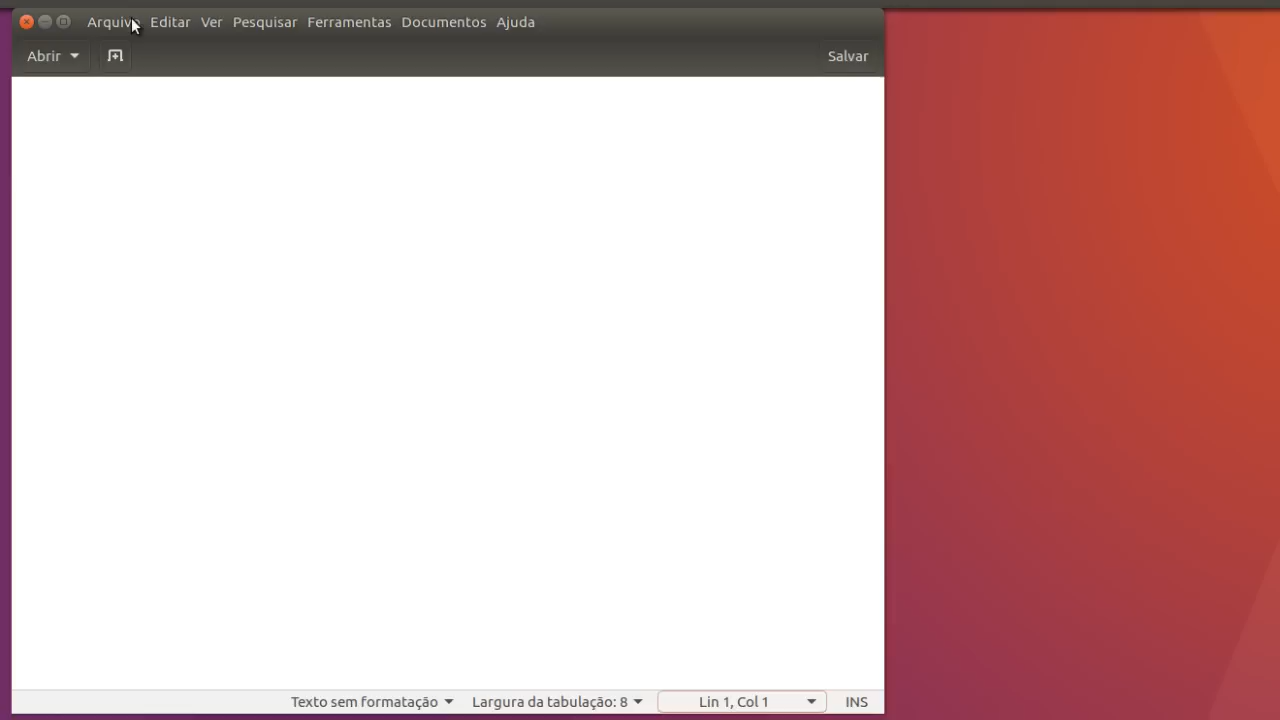 Arquivo Editar Ver Pesquisar Ferramentas Documentos Ajuda
Abrir Salvar
Texto sem formatação Largura da tabulação: 8 Lin 1, Col 1 INS